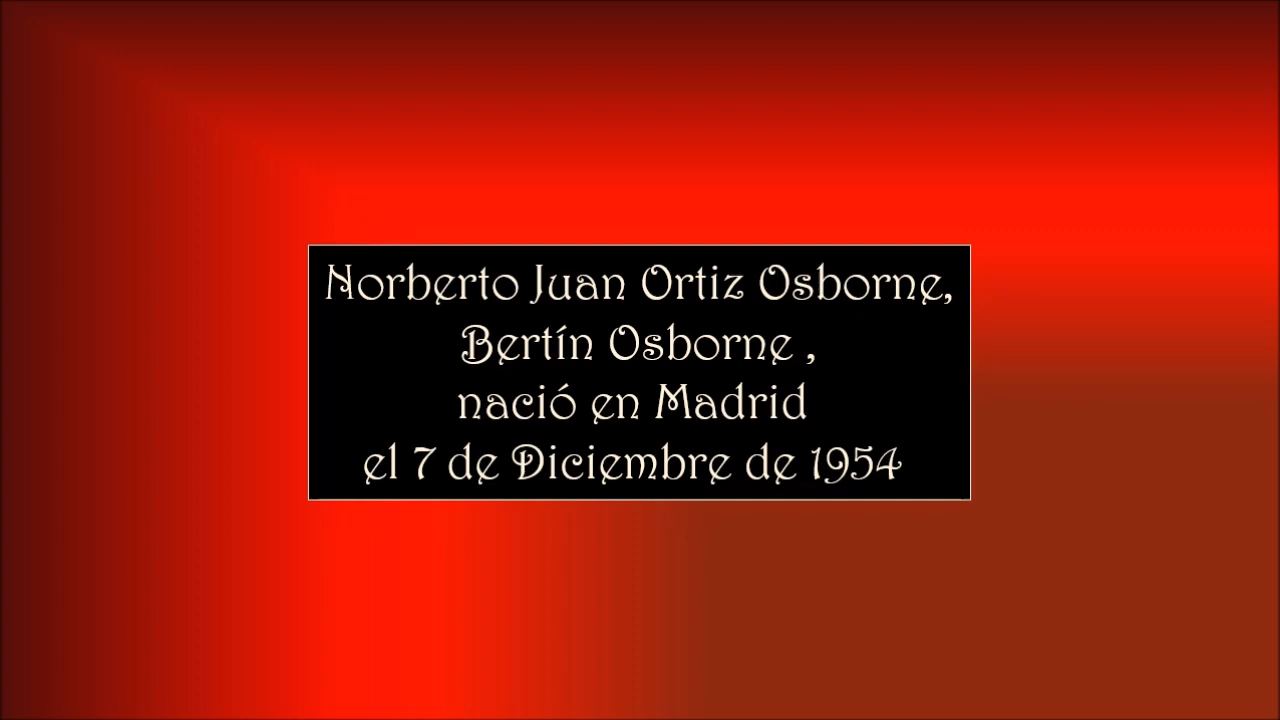 Norberto Juan Ortiz Osborne,
Bertín Osborne ,
nació en Madrid
el 7 de Diciembre de 1954